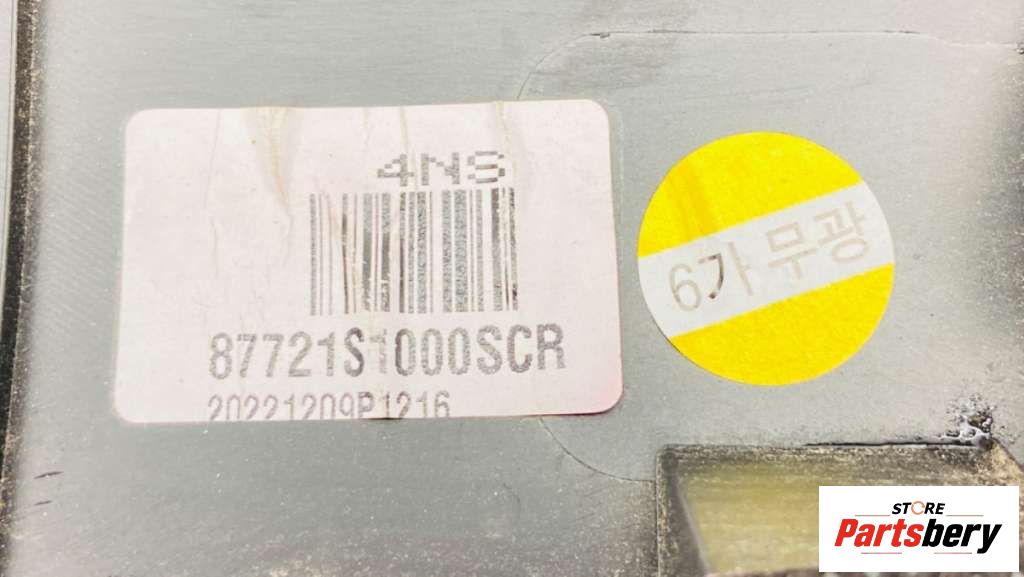 4NS
87721S1000SCR
20221209P1216
6가 무광
STORE
Partsbery